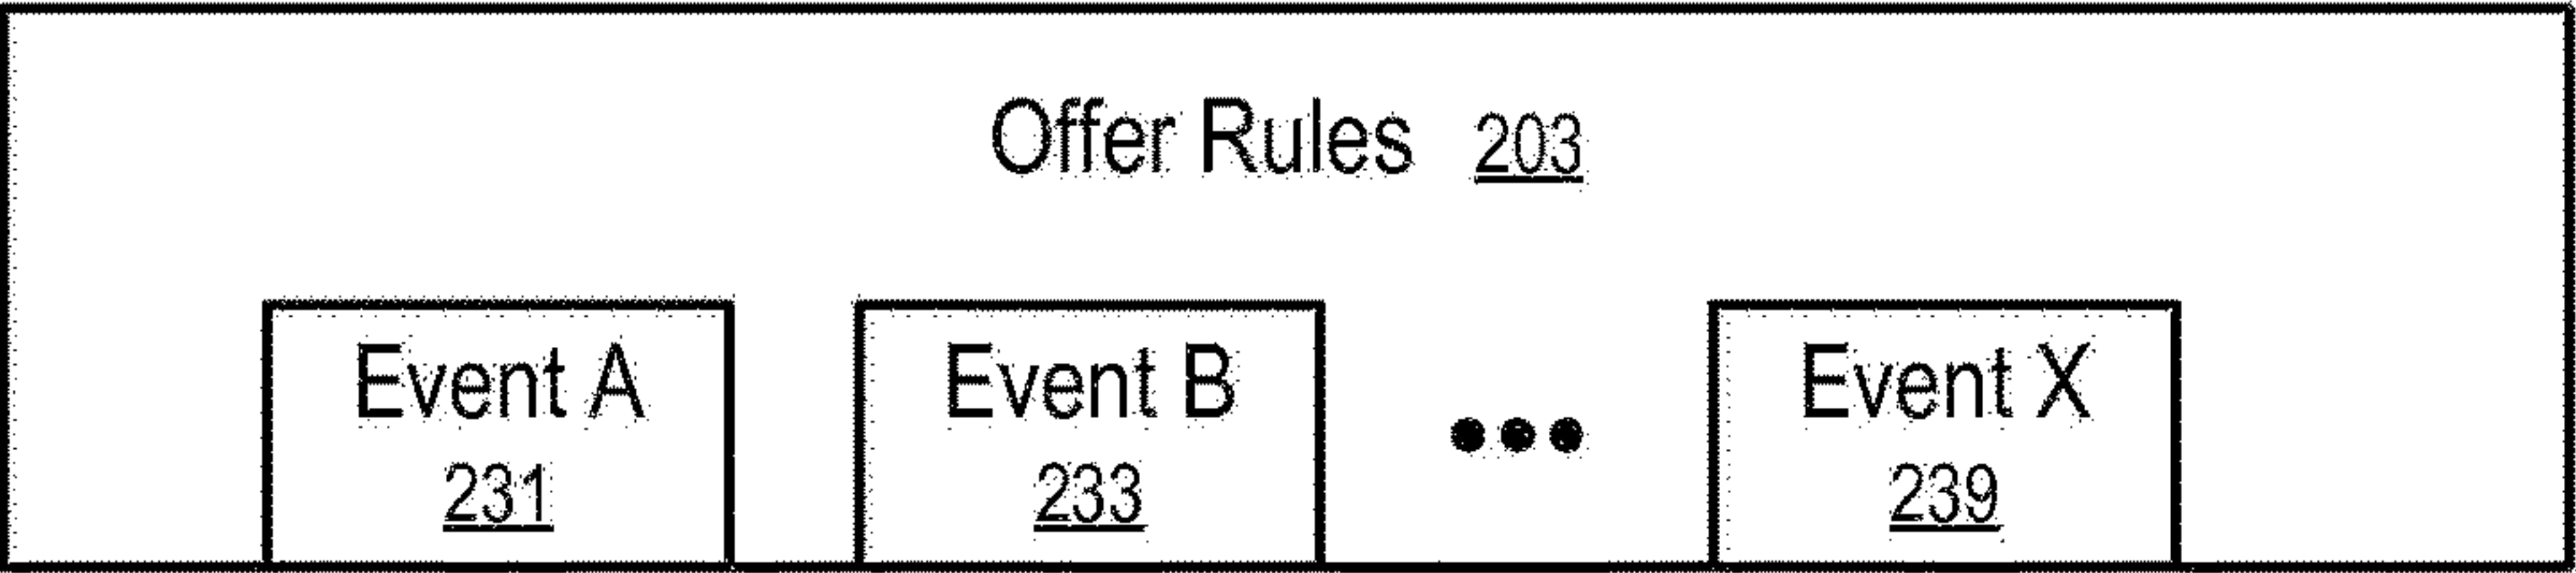 Offer Rules 203
Event A
231
Event B
233
Event X
239